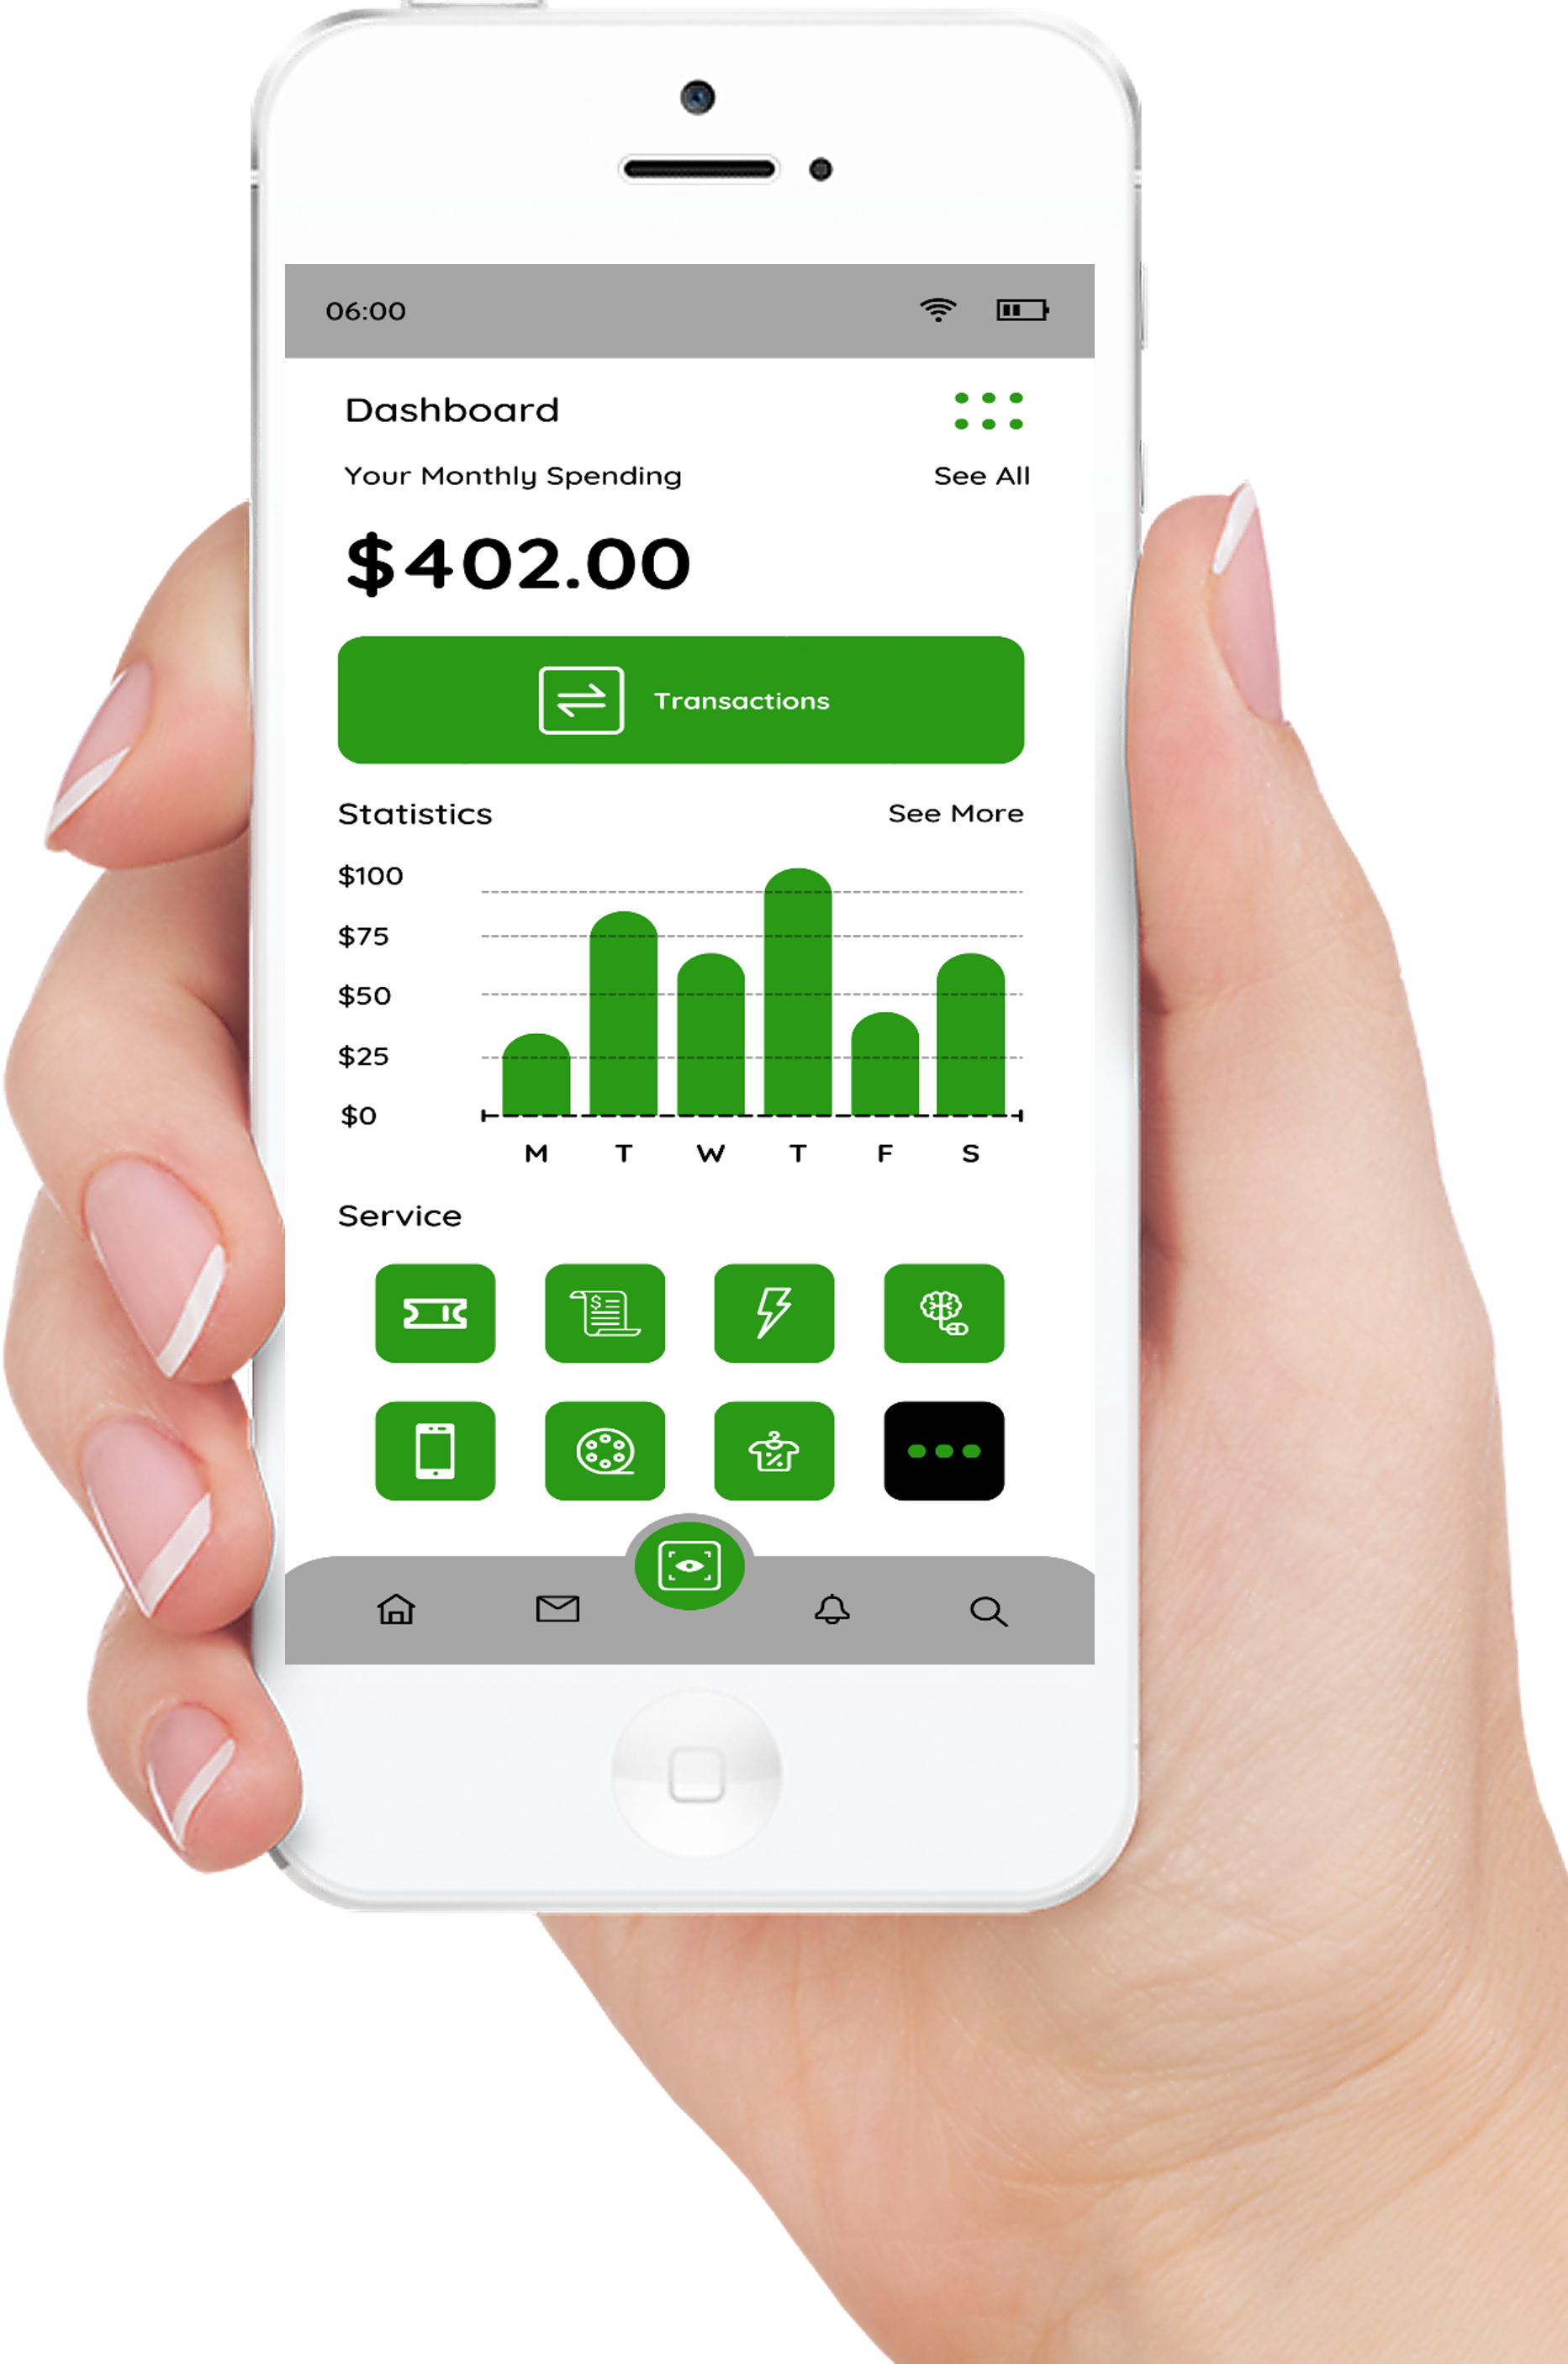 06:00
Dashboard
Your Monthly Spending See All
$402.00
Transactions
Statistics See More
$100
$75
$50
$25
$0
M T W T F S
Service
$
%